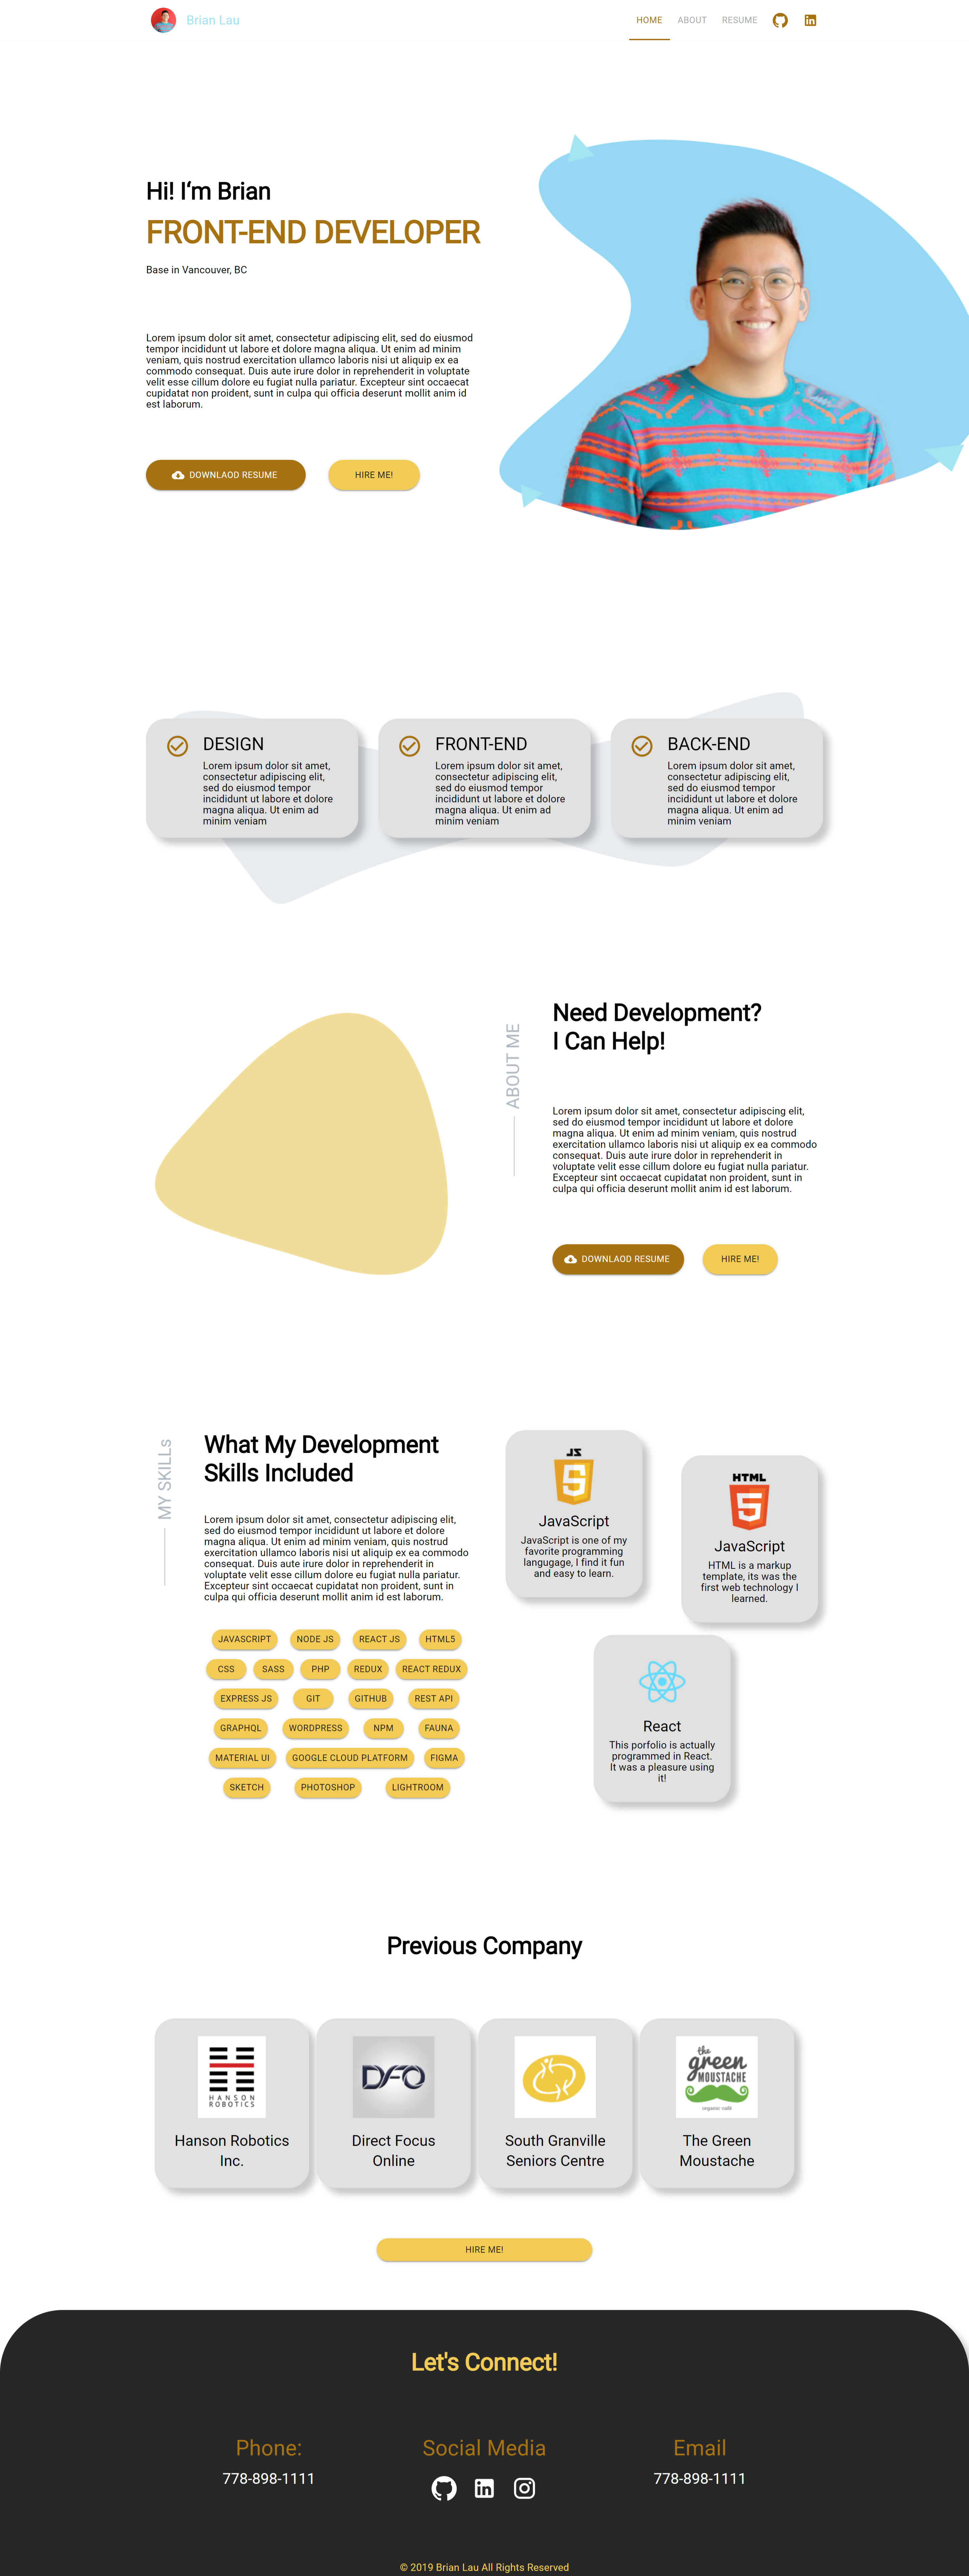 Brian Lau
HOME
ABOUT
RESUME
Hi! I‘m Brian
FRONT-END DEVELOPER
Base in Vancouver, BC
Lorem ipsum dolor sit amet, consectetur adipiscing elit, sed do eiusmod
tempor incididunt ut labore et dolore magna aliqua. Ut enim ad minim
veniam, quis nostrud exercitation ullamco laboris nisi ut aliquip ex ea
commodo consequat. Duis aute irure dolor in reprehenderit in voluptate
velit esse cillum dolore eu fugiat nulla pariatur. Excepteur sint occaecat
cupidatat non proident, sunt in culpa qui officia deserunt mollit anim id
est laborum.
DOWNLAOD RESUME
HIRE ME!
DESIGN
Lorem ipsum dolor sit amet,
consectetur adipiscing elit,
sed do eiusmod tempor
incididunt ut labore et dolore
magna aliqua. Ut enim ad
minim veniam
FRONT-END
Lorem ipsum dolor sit amet,
consectetur adipiscing elit,
sed do eiusmod tempor
incididunt ut labore et dolore
magna aliqua. Ut enim ad
minim veniam
BACK-END
Lorem ipsum dolor sit amet,
consectetur adipiscing elit,
sed do eiusmod tempor
incididunt ut labore et dolore
magna aliqua. Ut enim ad
minim veniam
ABOUT ME
Need Development?
I Can Help!
Lorem ipsum dolor sit amet, consectetur adipiscing elit,
sed do eiusmod tempor incididunt ut labore et dolore
magna aliqua. Ut enim ad minim veniam, quis nostrud
exercitation ullamco laboris nisi ut aliquip ex ea commodo
consequat. Duis aute irure dolor in reprehenderit in
voluptate velit esse cillum dolore eu fugiat nulla pariatur.
Excepteur sint occaecat cupidatat non proident, sunt in
culpa qui officia deserunt mollit anim id est laborum.
DOWNLAOD RESUME
HIRE ME!
MY SKILLs
What My Development
Skills Included
Lorem ipsum dolor sit amet, consectetur adipiscing elit,
sed do eiusmod tempor incididunt ut labore et dolore
magna aliqua. Ut enim ad minim veniam, quis nostrud
exercitation ullamco laboris nisi ut aliquip ex ea commodo
consequat. Duis aute irure dolor in reprehenderit in
voluptate velit esse cillum dolore eu fugiat nulla pariatur.
Excepteur sint occaecat cupidatat non proident, sunt in
culpa qui officia deserunt mollit anim id est laborum.
JAVASCRIPT
NODE JS
REACT JS
HTML5
CSS
SASS
PHP
REDUX
REACT REDUX
EXPRESS JS
GIT
GITHUB
REST API
GRAPHQL
WORDPRESS
NPM
FAUNA
MATERIAL UI
GOOGLE CLOUD PLATFORM
FIGMA
SKETCH
PHOTOSHOP
LIGHTROOM
JS
5
JavaScript
JavaScript is one of my
favorite programming
langugage, I find it fun
and easy to learn.
HTML
5
JavaScript
HTML is a markup
template, its was the
first web technology I
learned.
React
This porfolio is actually
programmed in React.
It was a pleasure using
it!
Previous Company
HANSON
ROBOTICS
Hanson Robotics
Inc.
DFO
Direct Focus
Online
South Granville
Seniors Centre
the
green
MOUSTACHE
organic café
The Green
Moustache
HIRE ME!
Let's Connect!
Phone:
778-898-1111
Social Media
in
Email
778-898-1111
© 2019 Brian Lau All Rights Reserved